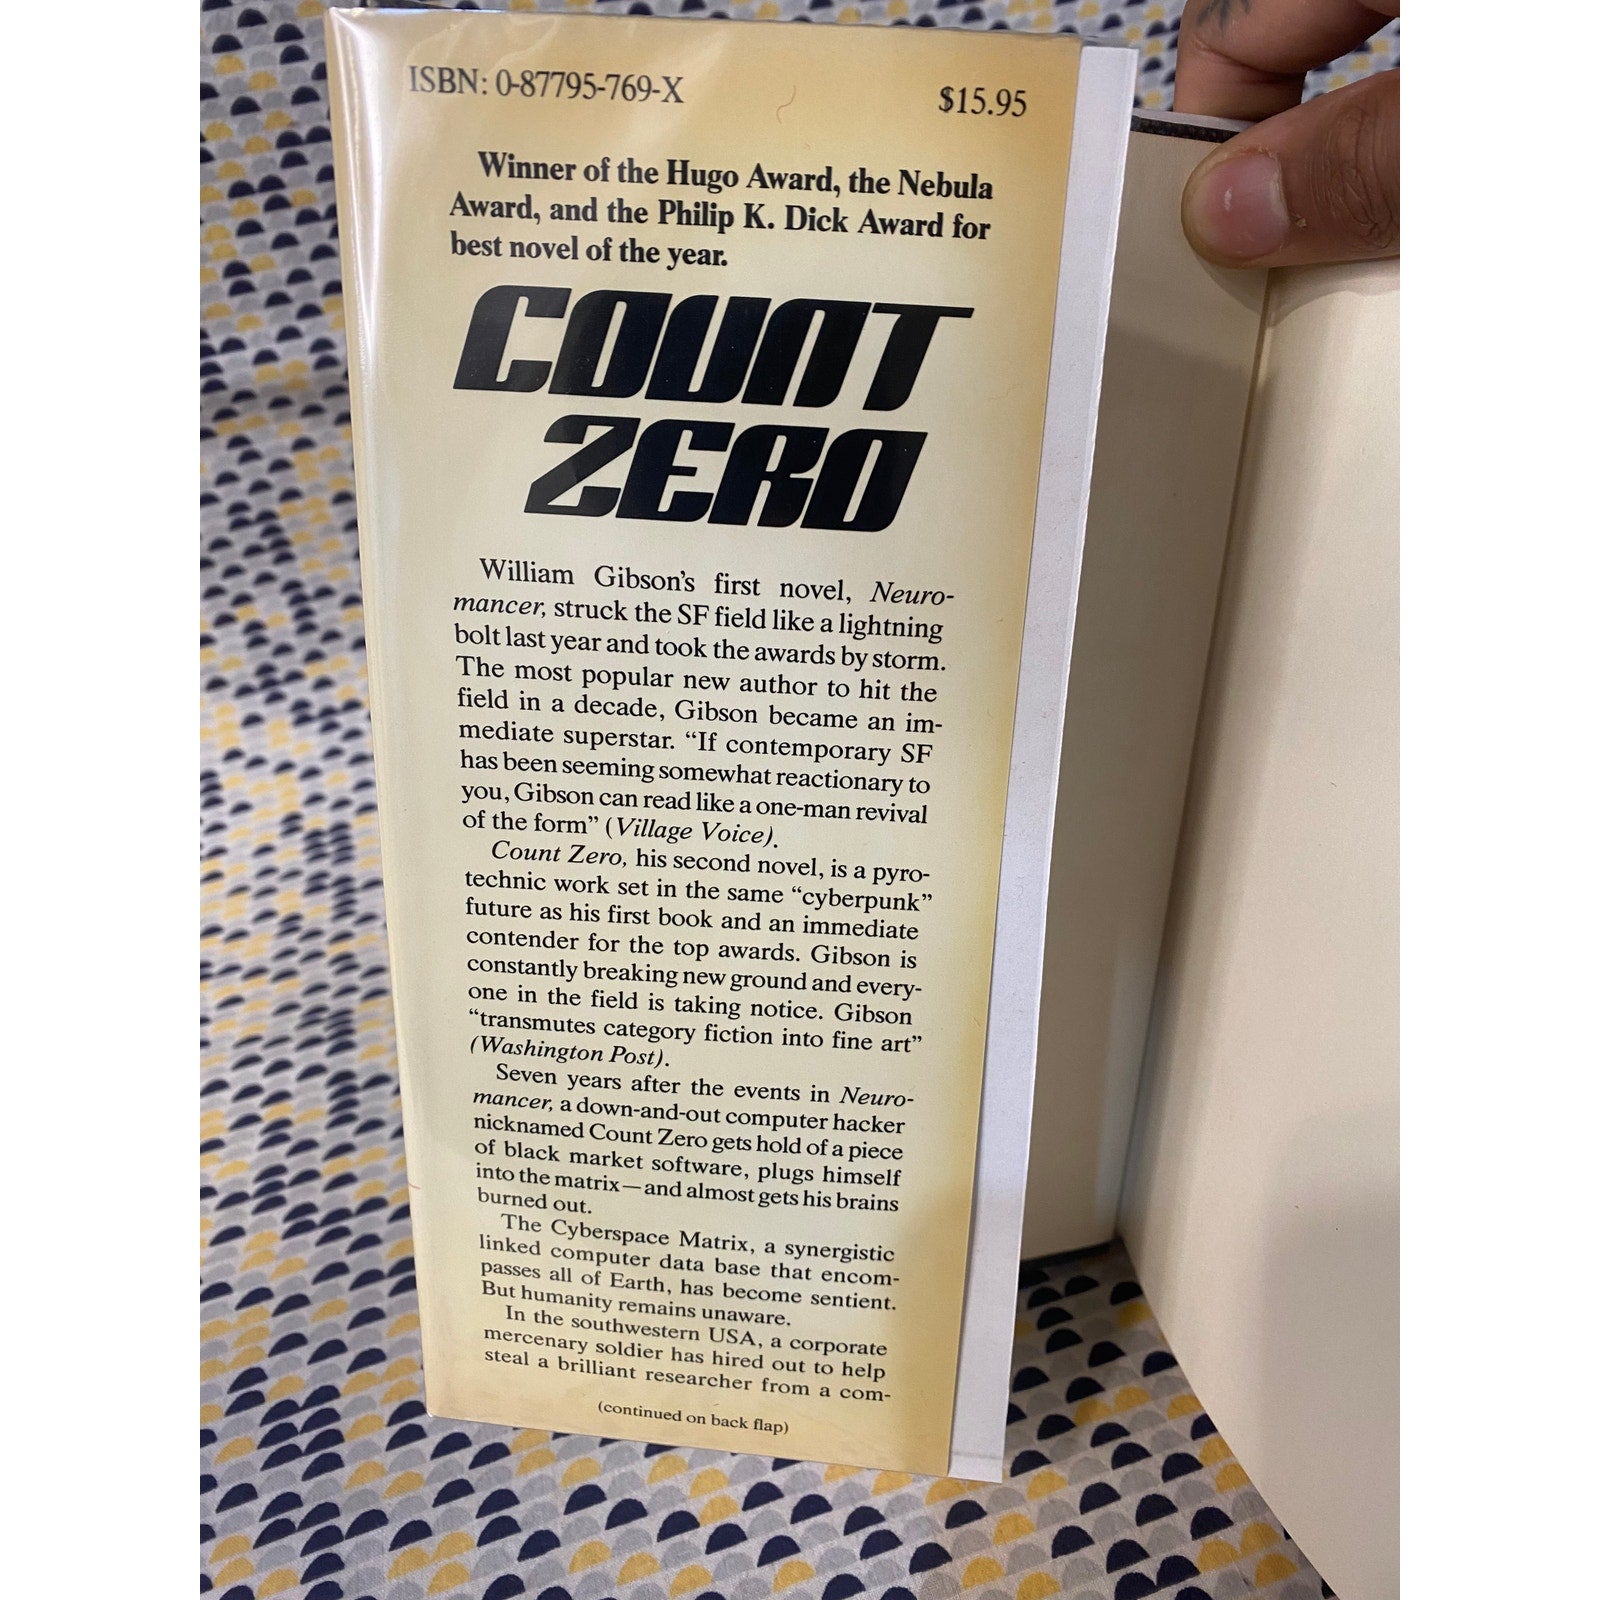 ISBN: 0-87795-769-X
$15.95
Winner of the Hugo Award, the Nebula
Award, and the Philip K. Dick Award for
best novel of the year.
COUNT
ZERO
William Gibson's first novel, Neuro-
mancer, struck the SF field like a lightning
bolt last year and took the awards by storm.
The most popular new author to hit the
field in a decade, Gibson became an im-
mediate superstar. “If contemporary SF
has been seeming somewhat reactionary to
you, Gibson can read like a one-man revival
of the form” (Village Voice).
Count Zero, his second novel, is a pyro-
technic work set in the same “cyberpunk”
future as his first book and an immediate
contender for the top awards. Gibson is
constantly breaking new ground and every-
one in the field is taking notice. Gibson
“transmutes category fiction into fine art”
(Washington Post).
Seven years after the events in Neuro-
mancer, a down-and-out computer hacker
nicknamed Count Zero gets hold of a piece
of black market software, plugs himself
into the matrix—and almost gets his brains
burned out.
The Cyberspace Matrix, a synergistic
linked computer data base that encom-
passes all of Earth, has become sentient.
But humanity remains unaware.
In the southwestern USA, a corporate
mercenary soldier has hired out to help
steal a brilliant researcher from a com-
(continued on back flap)